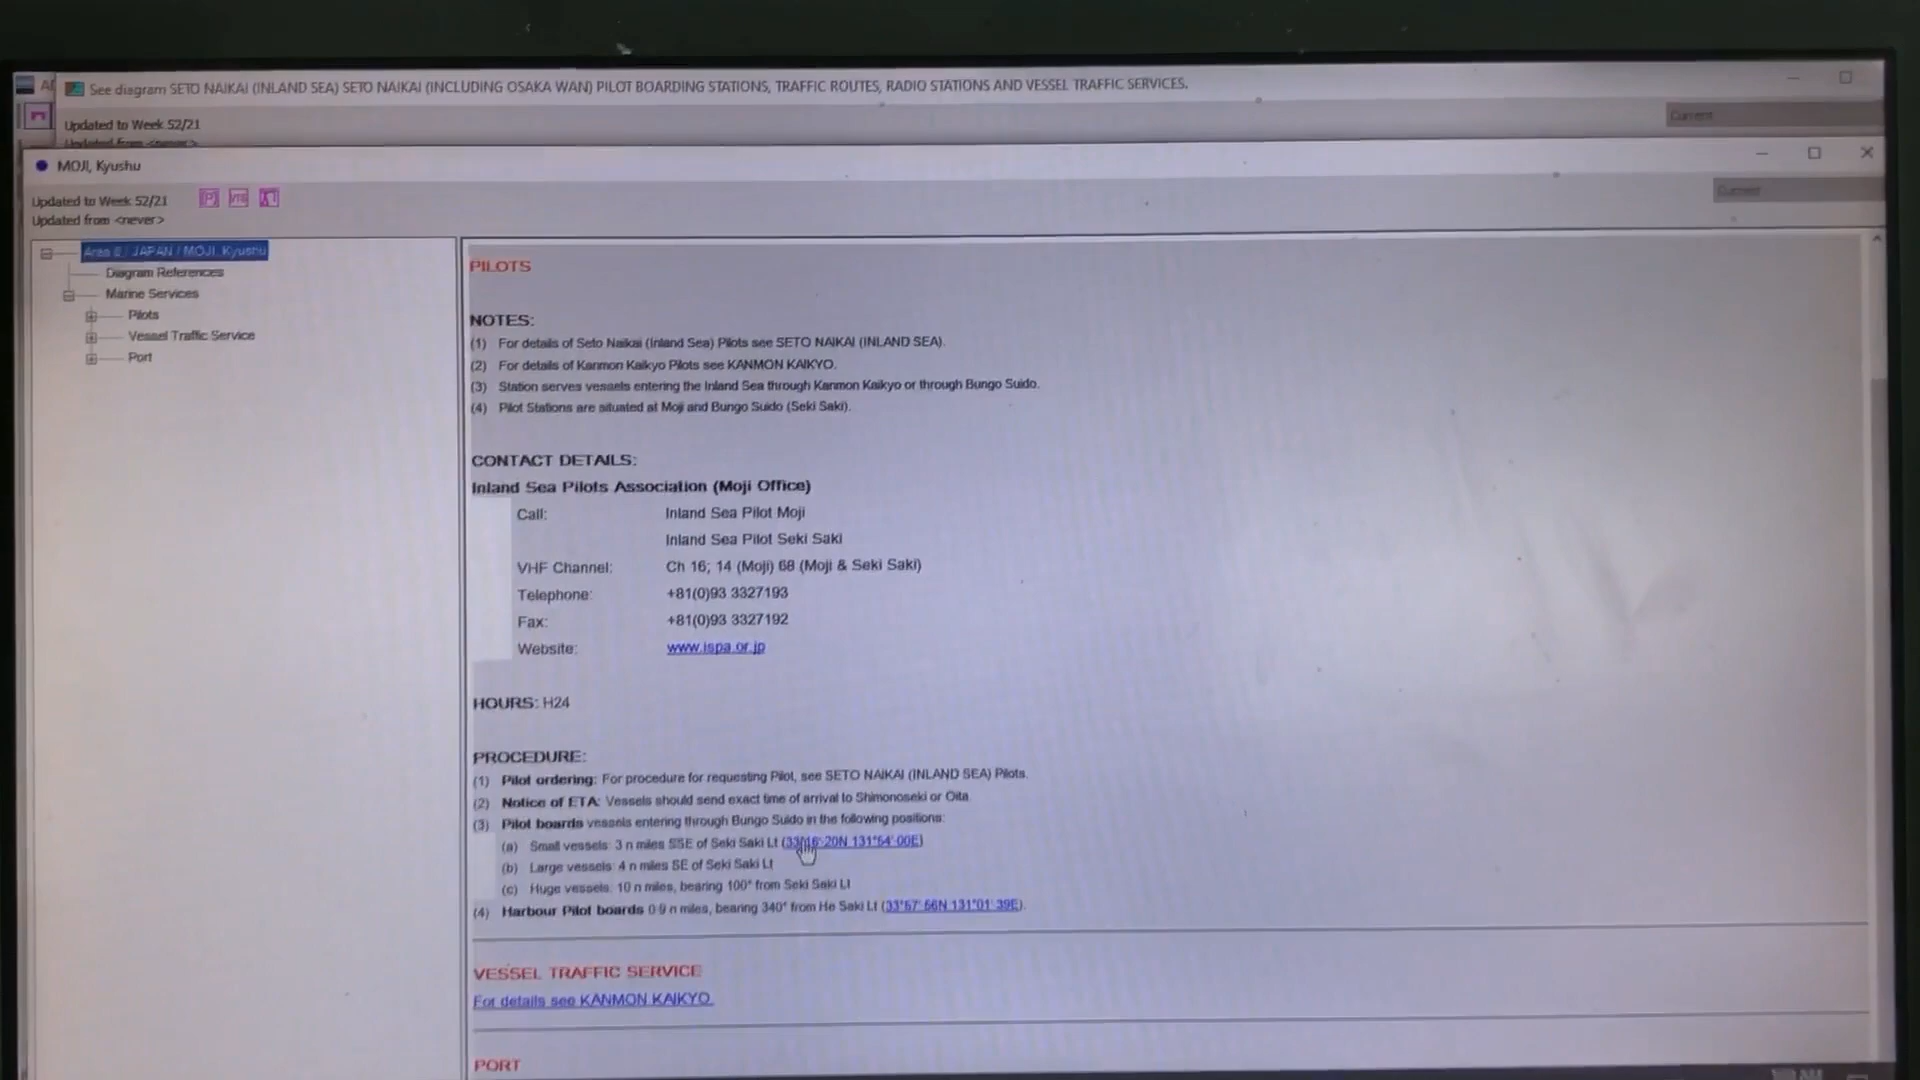 See diagram SETO NAIKAI (INLAND SEA) SETO NAIKAI (INCLUDING OSAKA WAN) PILOT BOARDING STATIONS, TRAFFIC ROUTES, RADIO STATIONS AND VESSEL TRAFFIC SERVICES.
Updated to Week 52/21
Current
Updated from <never>
MOJI, Kyushu
Updated to Week 52/21
Current
Updated from <never>
JAPAN / MOJI, Kyushu
Diagram References
Marine Services
Pilots
Vessel Traffic Service
Port
PILOTS
NOTES:
(1) For details of Seto Naikai (Inland Sea) Pilots see SETO NAIKAI (INLAND SEA).
(2) For details of Kanmon Kaikyo Pilots see KANMON KAIKYO.
(3) Station serves vessels entering the Inland Sea through Kanmon Kaikyo or through Bungo Suido.
(4) Pilot Stations are situated at Moji and Bungo Suido (Seki Saki).
CONTACT DETAILS:
Inland Sea Pilots Association (Moji Office)
Call: Inland Sea Pilot Moji
Inland Sea Pilot Seki Saki
VHF Channel: Ch 16; 14 (Moji) 68 (Moji & Seki Saki)
Telephone: +81(0)93 3327193
Fax: +81(0)93 3327192
Website: www.ispa.or.jp
HOURS: H24
PROCEDURE:
(1) Pilot ordering: For procedure for requesting Pilot, see SETO NAIKAI (INLAND SEA) Pilots.
(2) Notice of ETA: Vessels should send exact time of arrival to Shimonoseki or Oita.
(3) Pilot boards vessels entering through Bungo Suido in the following positions:
(a) Small vessels: 3 n miles SSE of Seki Saki Lt (33°16'·20N 131°54'·00E)
(b) Large vessels: 4 n miles SE of Seki Saki Lt
(c) Huge vessels: 10 n miles, bearing 100° from Seki Saki Lt
(4) Harbour Pilot boards 0·9 n miles, bearing 340° from He Saki Lt (33°57'·56N 131°01'·39E).
VESSEL TRAFFIC SERVICE
For details see KANMON KAIKYO.
PORT